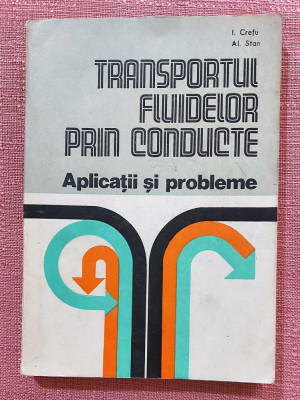 I. Crețu
Al. Stan
TRANSPORTUL
FLUIDELOR
PRIN CONDUCTE
Aplicații și probleme